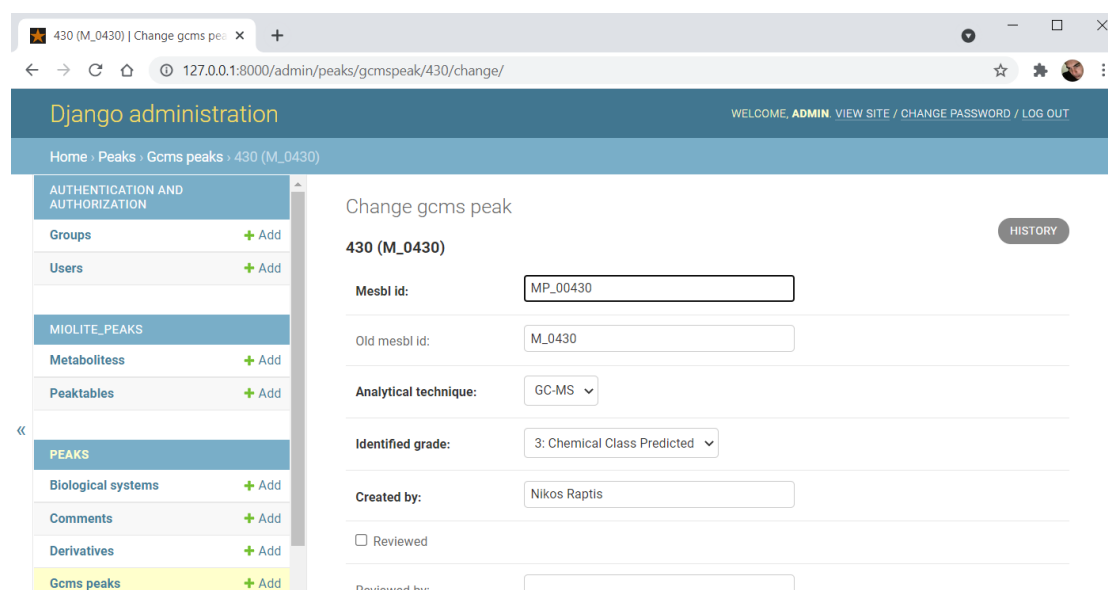 430 (M_0430) | Change gcms pea
127.0.0.1:8000/admin/peaks/gcmspeak/430/change/
Django administration
WELCOME, ADMIN. VIEW SITE / CHANGE PASSWORD / LOG OUT
Home › Peaks › Gcms peaks › 430 (M_0430)
AUTHENTICATION AND
AUTHORIZATION
Groups + Add
Users + Add
MIOLITE_PEAKS
Metabolitess + Add
Peaktables + Add
«
PEAKS
Biological systems + Add
Comments + Add
Derivatives + Add
Gcms peaks + Add
Change gcms peak
HISTORY
430 (M_0430)
Mesbl id: MP_00430
Old mesbl id: M_0430
Analytical technique: GC-MS
Identified grade: 3: Chemical Class Predicted
Created by: Nikos Raptis
Reviewed
Reviewed by: